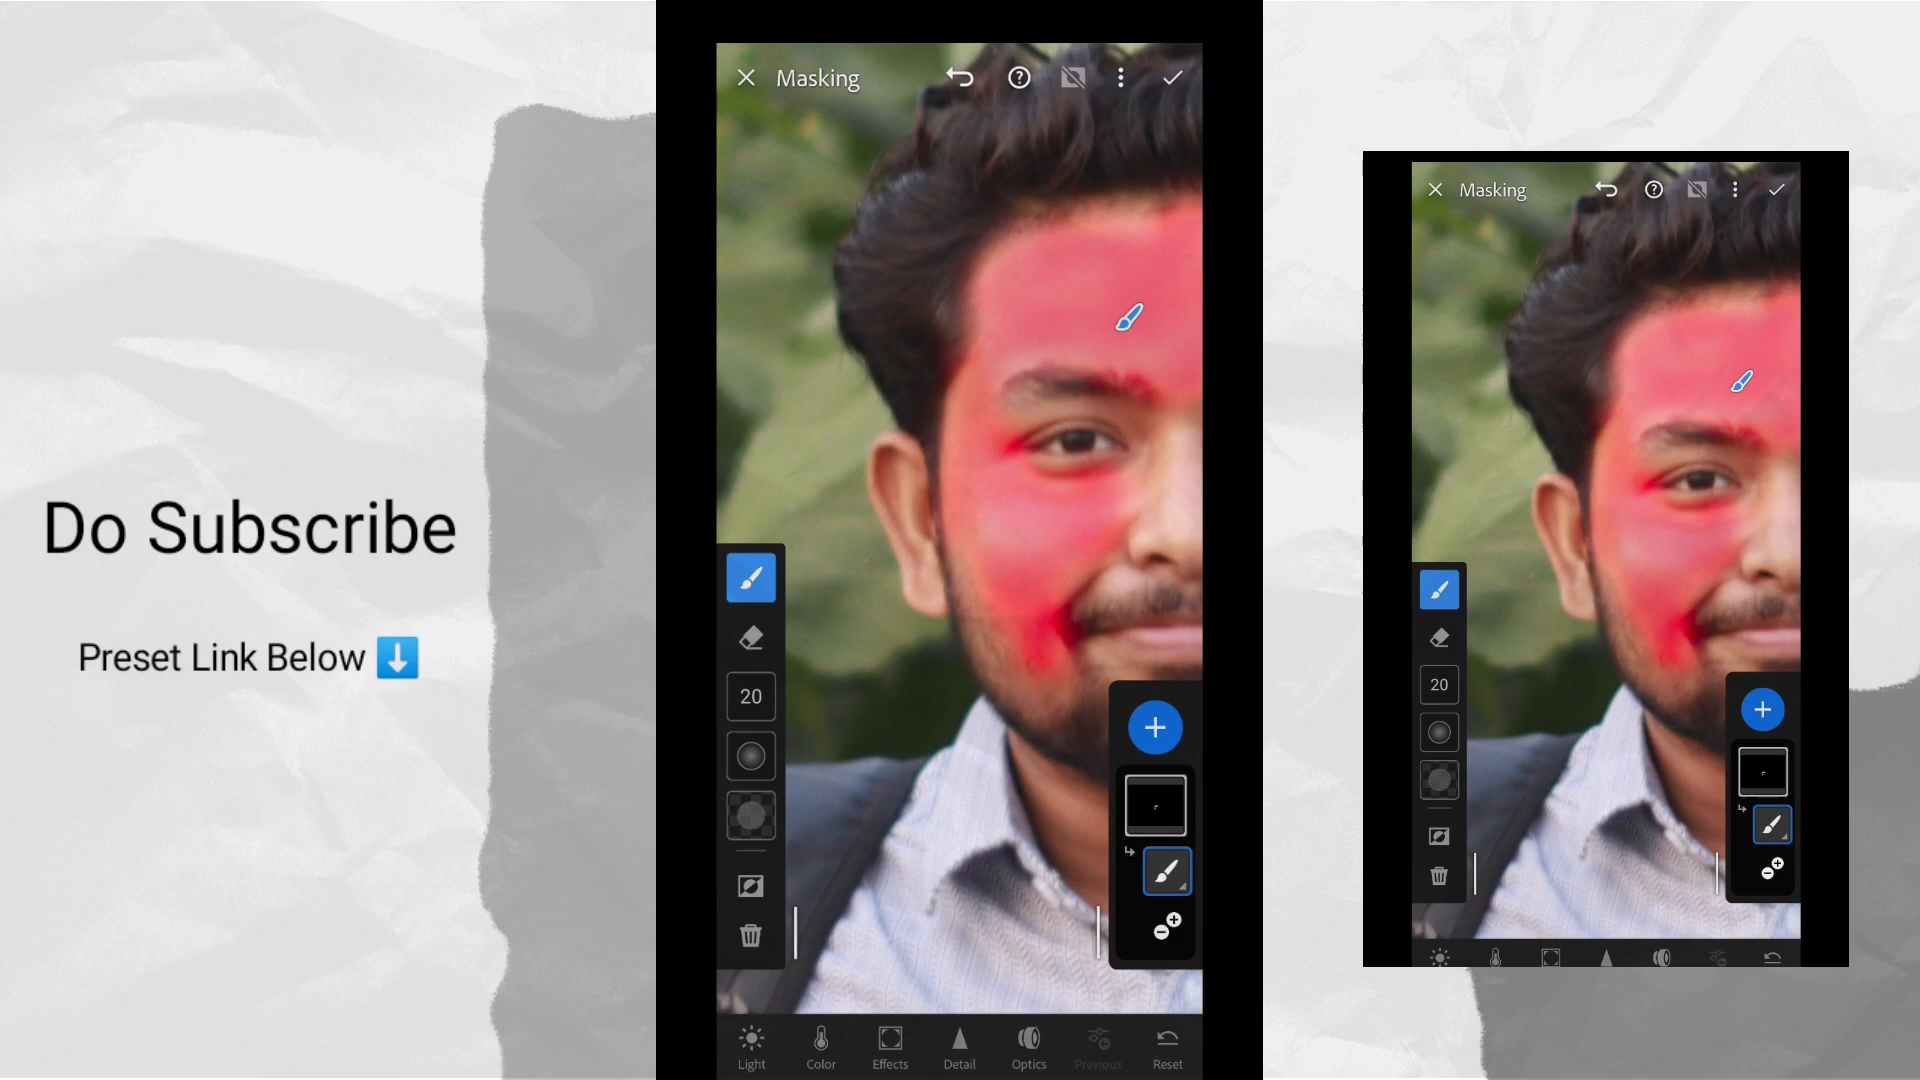 Do Subscribe
Preset Link Below ⬇️
Masking
20
Light
Color
Effects
Detail
Optics
Previous
Reset
Masking
20